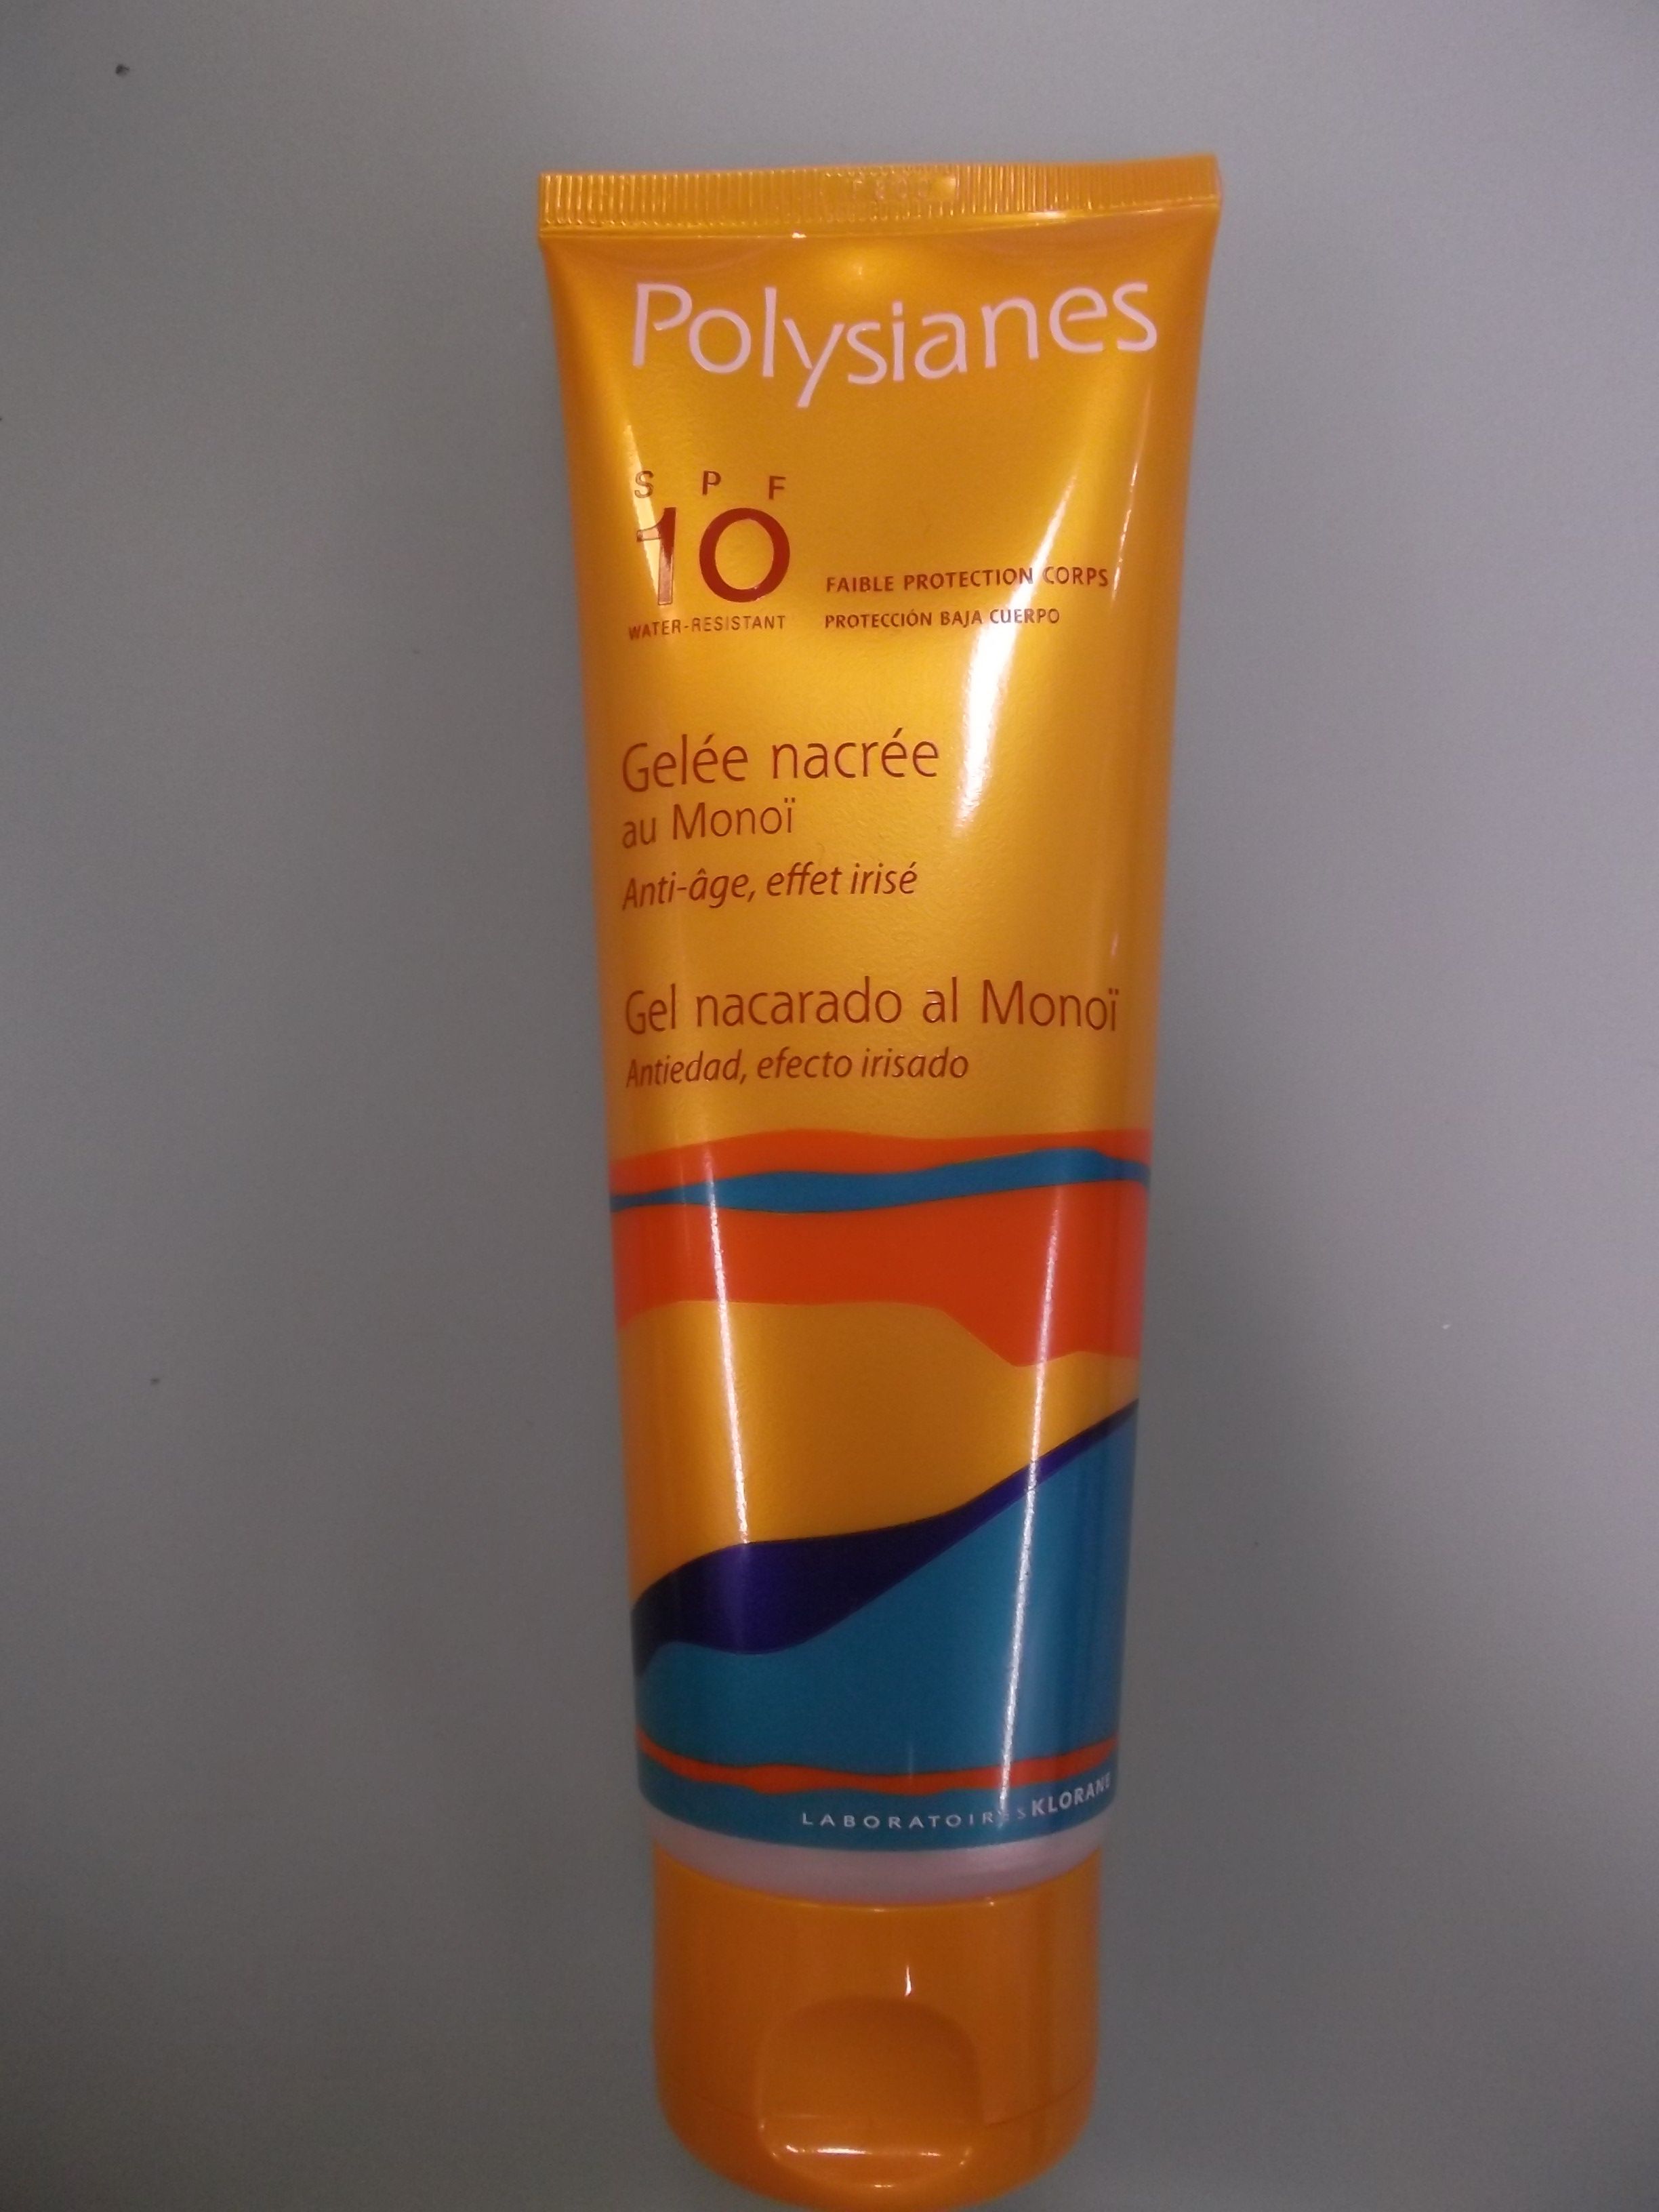 Polysianes
SPF
10
WATER-RESISTANT
FAIBLE PROTECTION CORPS
PROTECCIÓN BAJA CUERPO
Gelée nacrée
au Monoï
Anti-âge, effet irisé
Gel nacarado al Monoï
Antiedad, efecto irisado
LABORATOIRES KLORANE